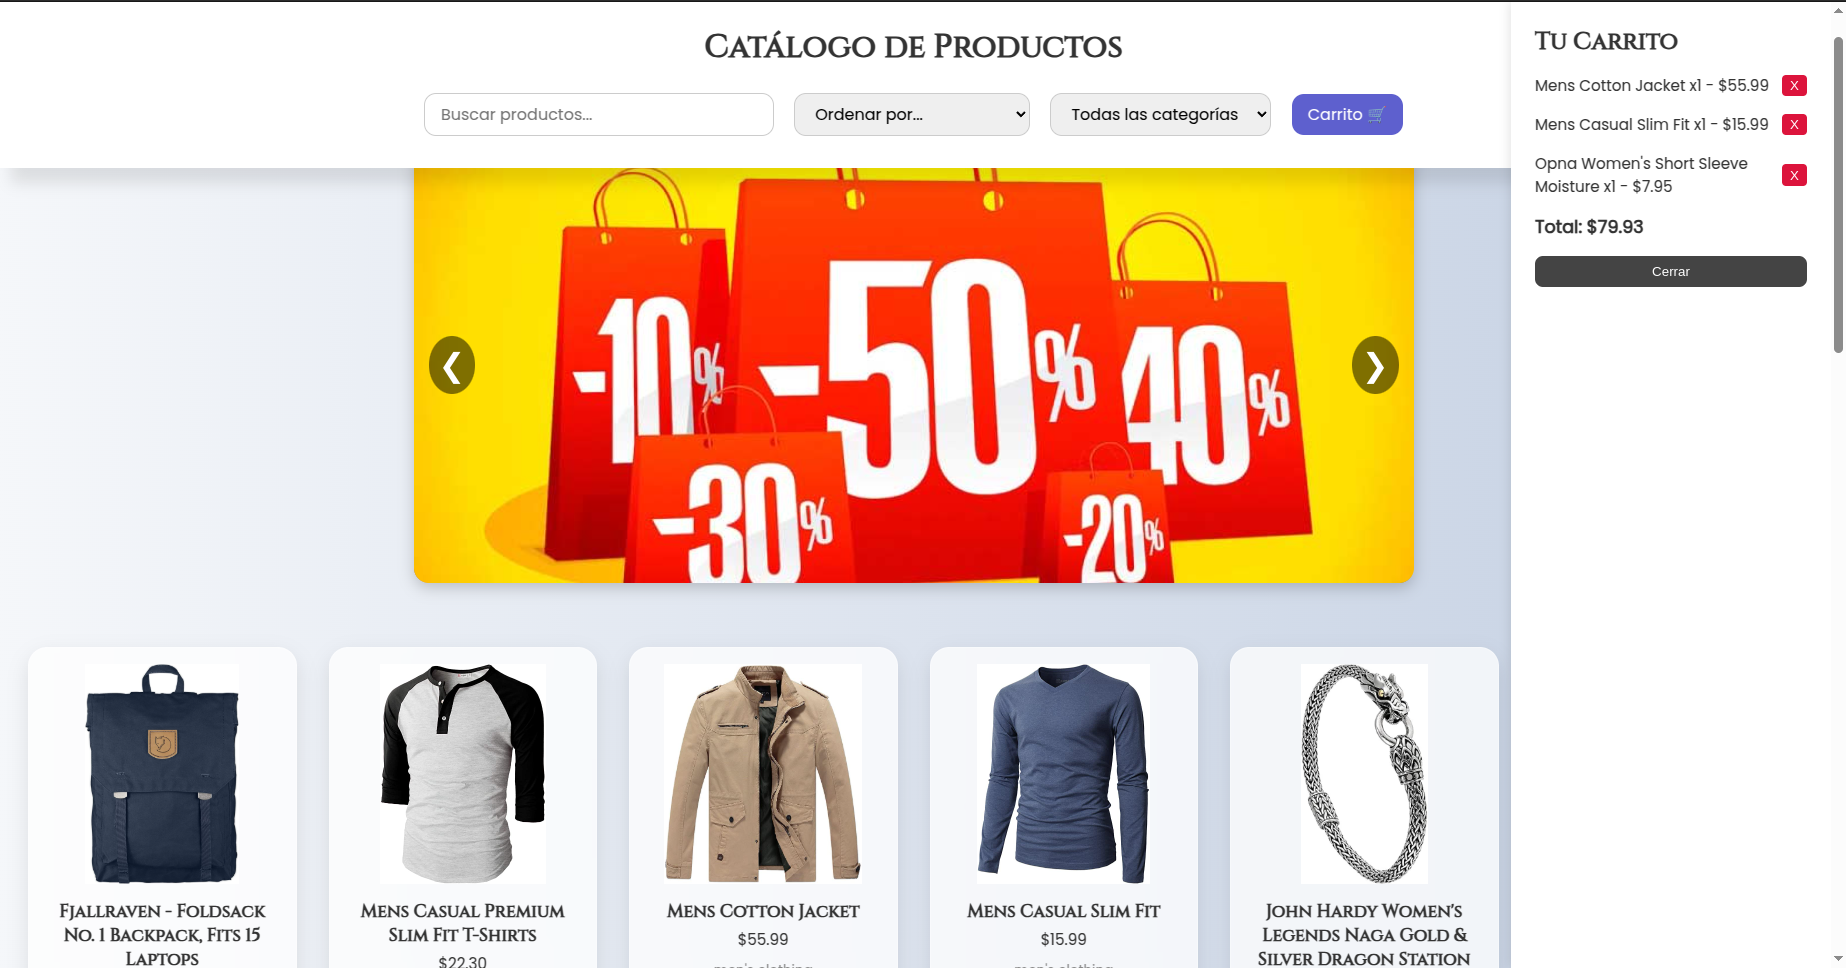 Catálogo de Productos
Buscar productos...
Ordenar por...
Todas las categorías
Carrito 🛒
❮
❯
-10%
-50%
-40%
-30%
-20%
Fjallraven - Foldsack
No. 1 Backpack, Fits 15
Laptops
Mens Casual Premium
Slim Fit T-Shirts
$22.30
Mens Cotton Jacket
$55.99
men's clothing
Mens Casual Slim Fit
$15.99
men's clothing
John Hardy Women's
Legends Naga Gold &
Silver Dragon Station
Tu Carrito
Mens Cotton Jacket x1 - $55.99
X
Mens Casual Slim Fit x1 - $15.99
X
Opna Women's Short Sleeve
Moisture x1 - $7.95
X
Total: $79.93
Cerrar